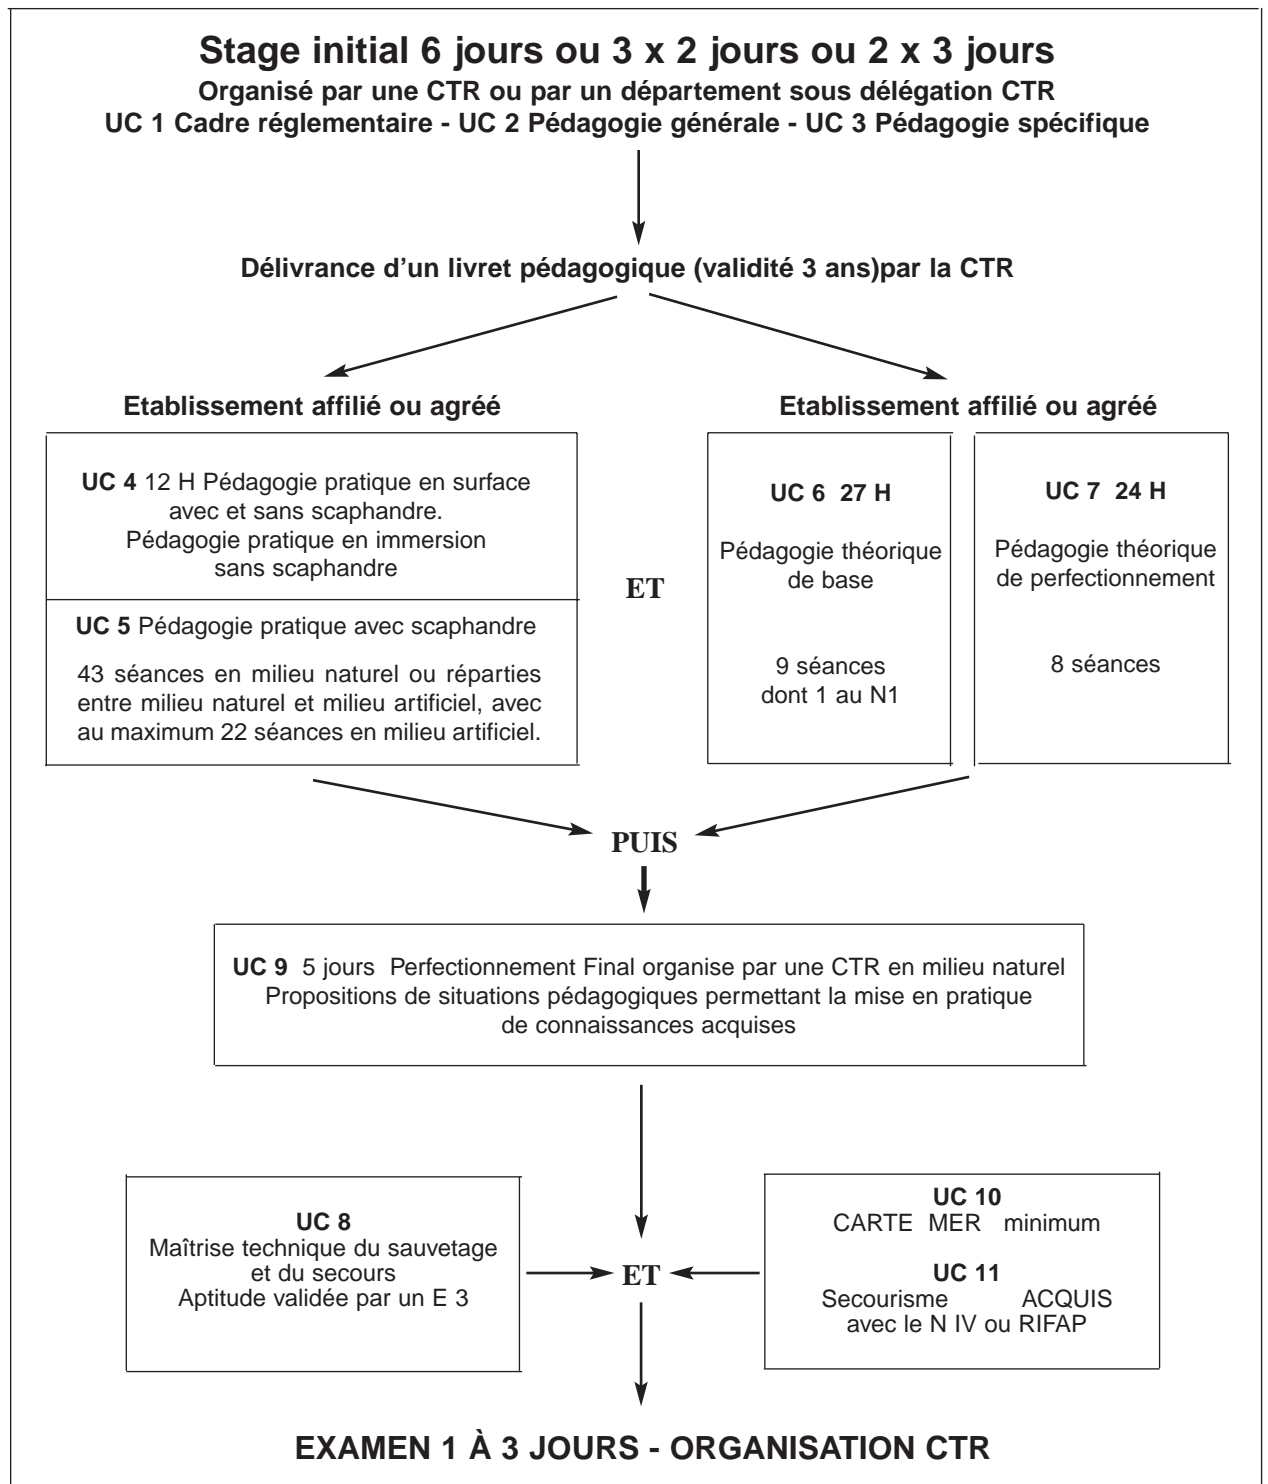 Stage initial 6 jours ou 3 x 2 jours ou 2 x 3 jours
Organisé par une CTR ou par un département sous délégation CTR
UC 1 Cadre réglementaire - UC 2 Pédagogie générale - UC 3 Pédagogie spécifique
Délivrance d'un livret pédagogique (validité 3 ans)par la CTR
Etablissement affilié ou agréé
UC 4 12 H Pédagogie pratique en surface
avec et sans scaphandre.
Pédagogie pratique en immersion
sans scaphandre
UC 5 Pédagogie pratique avec scaphandre
43 séances en milieu naturel ou réparties
entre milieu naturel et milieu artificiel, avec
au maximum 22 séances en milieu artificiel.
ET
Etablissement affilié ou agréé
UC 6 27 H
Pédagogie théorique
de base
9 séances
dont 1 au N1
UC 7 24 H
Pédagogie théorique
de perfectionnement
8 séances
PUIS
UC 9 5 jours Perfectionnement Final organise par une CTR en milieu naturel
Propositions de situations pédagogiques permettant la mise en pratique
de connaissances acquises
UC 8
Maîtrise technique du sauvetage
et du secours
Aptitude validée par un E 3
ET
UC 10
CARTE MER minimum
UC 11
Secourisme ACQUIS
avec le N IV ou RIFAP
EXAMEN 1 À 3 JOURS - ORGANISATION CTR